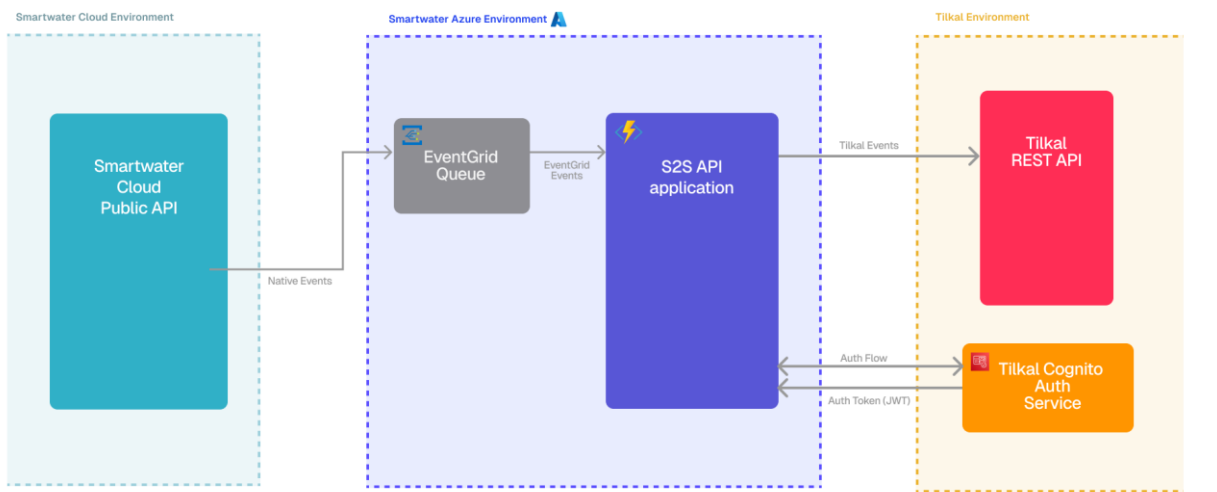 Smartwater Cloud Environment
Smartwater Azure Environment
Tilkal Environment
Smartwater
Cloud
Public API
Native Events
EventGrid
Queue
EventGrid
Events
S2S API
application
Tilkal Events
Tilkal
REST API
Auth Flow
Auth Token (JWT)
Tilkal Cognito
Auth
Service